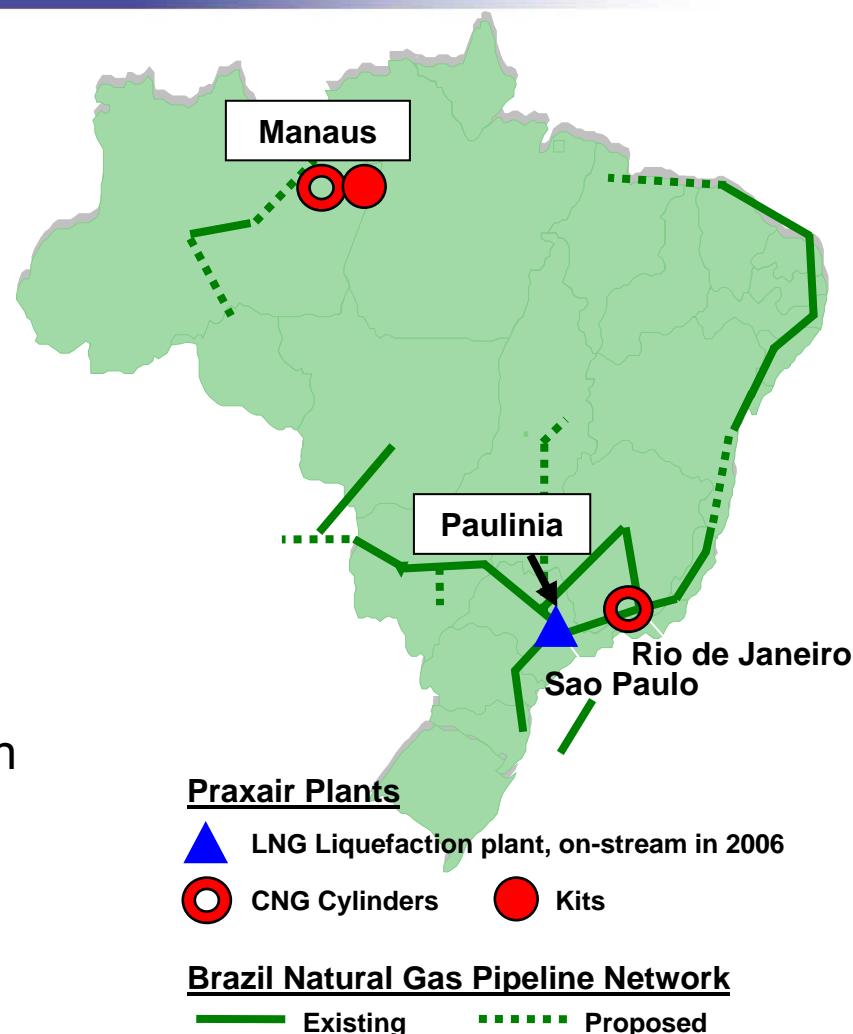 Manaus
Paulinia
Rio de Janeiro
Sao Paulo
n
Praxair Plants
LNG Liquefaction plant, on-stream in 2006
CNG Cylinders Kits
Brazil Natural Gas Pipeline Network
Existing Proposed